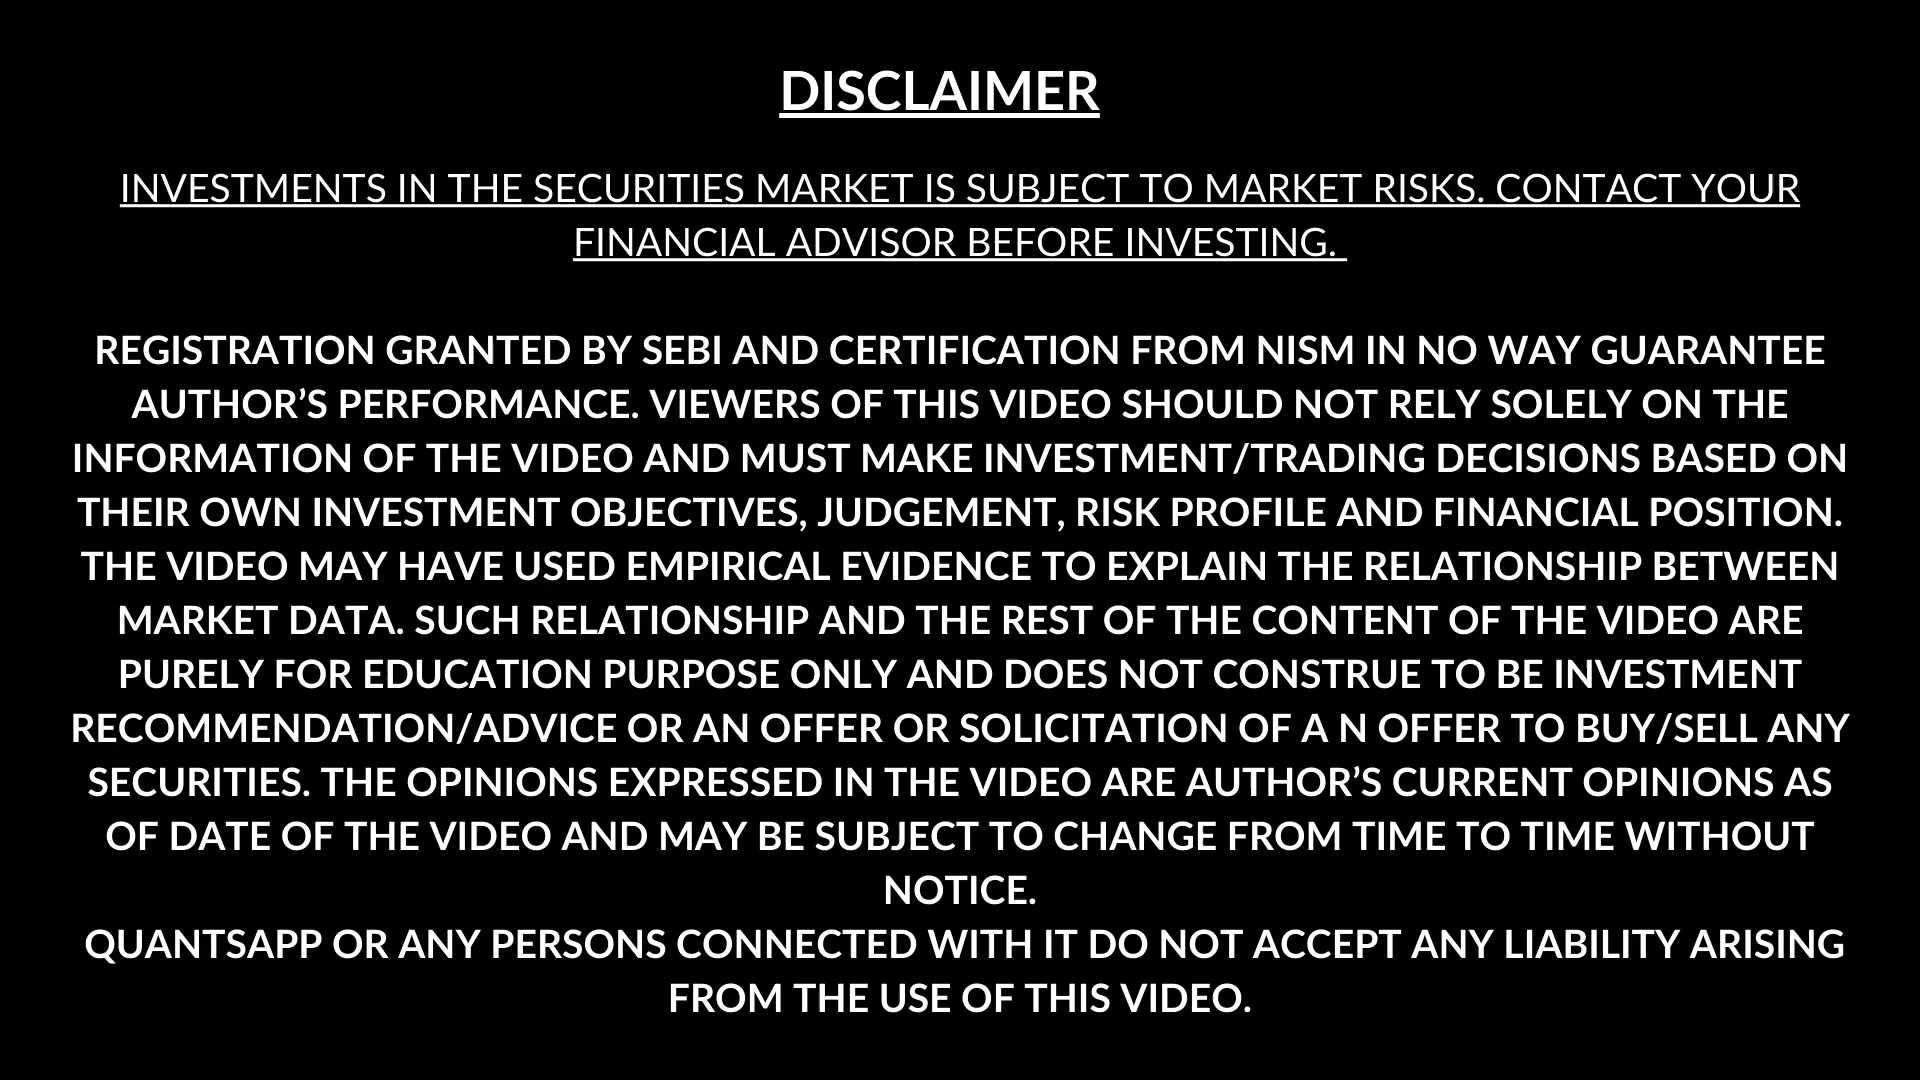 DISCLAIMER
INVESTMENTS IN THE SECURITIES MARKET IS SUBJECT TO MARKET RISKS. CONTACT YOUR
FINANCIAL ADVISOR BEFORE INVESTING.
REGISTRATION GRANTED BY SEBI AND CERTIFICATION FROM NISM IN NO WAY GUARANTEE
AUTHOR’S PERFORMANCE. VIEWERS OF THIS VIDEO SHOULD NOT RELY SOLELY ON THE
INFORMATION OF THE VIDEO AND MUST MAKE INVESTMENT/TRADING DECISIONS BASED ON
THEIR OWN INVESTMENT OBJECTIVES, JUDGEMENT, RISK PROFILE AND FINANCIAL POSITION.
THE VIDEO MAY HAVE USED EMPIRICAL EVIDENCE TO EXPLAIN THE RELATIONSHIP BETWEEN
MARKET DATA. SUCH RELATIONSHIP AND THE REST OF THE CONTENT OF THE VIDEO ARE
PURELY FOR EDUCATION PURPOSE ONLY AND DOES NOT CONSTRUE TO BE INVESTMENT
RECOMMENDATION/ADVICE OR AN OFFER OR SOLICITATION OF A N OFFER TO BUY/SELL ANY
SECURITIES. THE OPINIONS EXPRESSED IN THE VIDEO ARE AUTHOR’S CURRENT OPINIONS AS
OF DATE OF THE VIDEO AND MAY BE SUBJECT TO CHANGE FROM TIME TO TIME WITHOUT
NOTICE.
QUANTSAPP OR ANY PERSONS CONNECTED WITH IT DO NOT ACCEPT ANY LIABILITY ARISING
FROM THE USE OF THIS VIDEO.